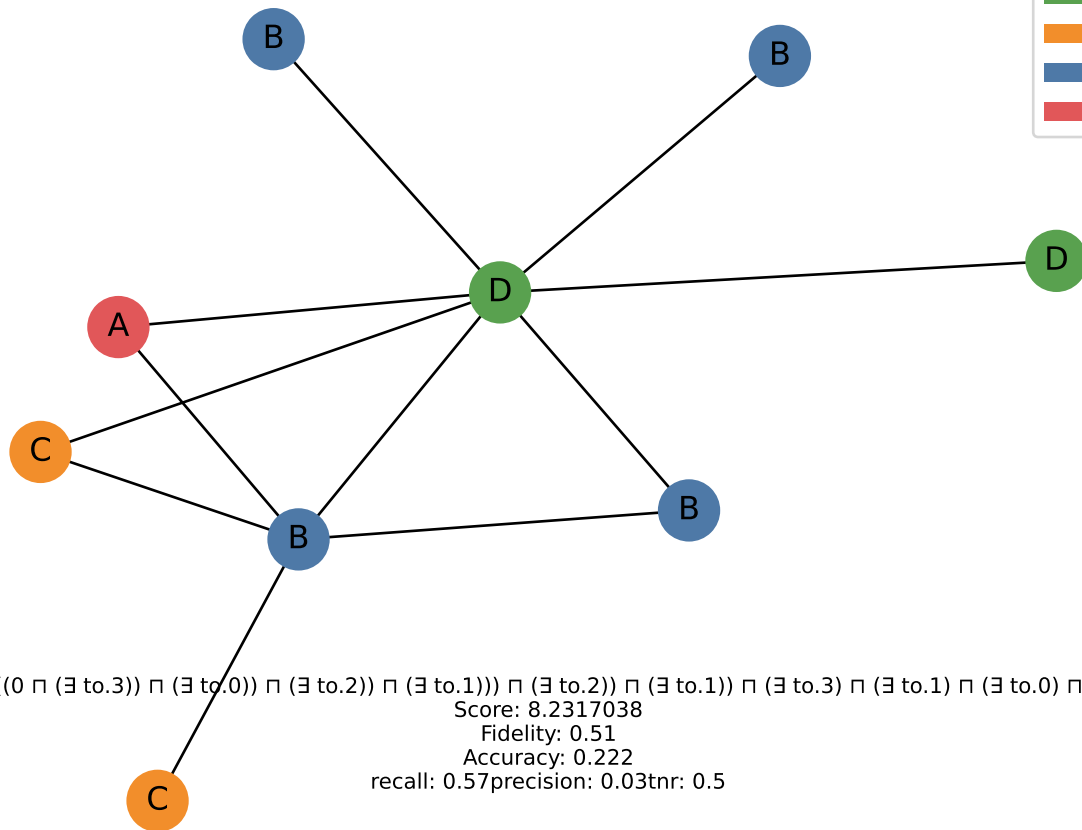 B
B
D
D
A
C
B
B
((0 ⊓ (∃ to.3)) ⊓ (∃ to.0)) ⊓ (∃ to.2)) ⊓ (∃ to.1))) ⊓ (∃ to.2)) ⊓ (∃ to.1)) ⊓ (∃ to.3) ⊓ (∃ to.1) ⊓ (∃ to.0) ⊓
Score: 8.2317038
Fidelity: 0.51
Accuracy: 0.222
recall: 0.57precision: 0.03tnr: 0.5
C